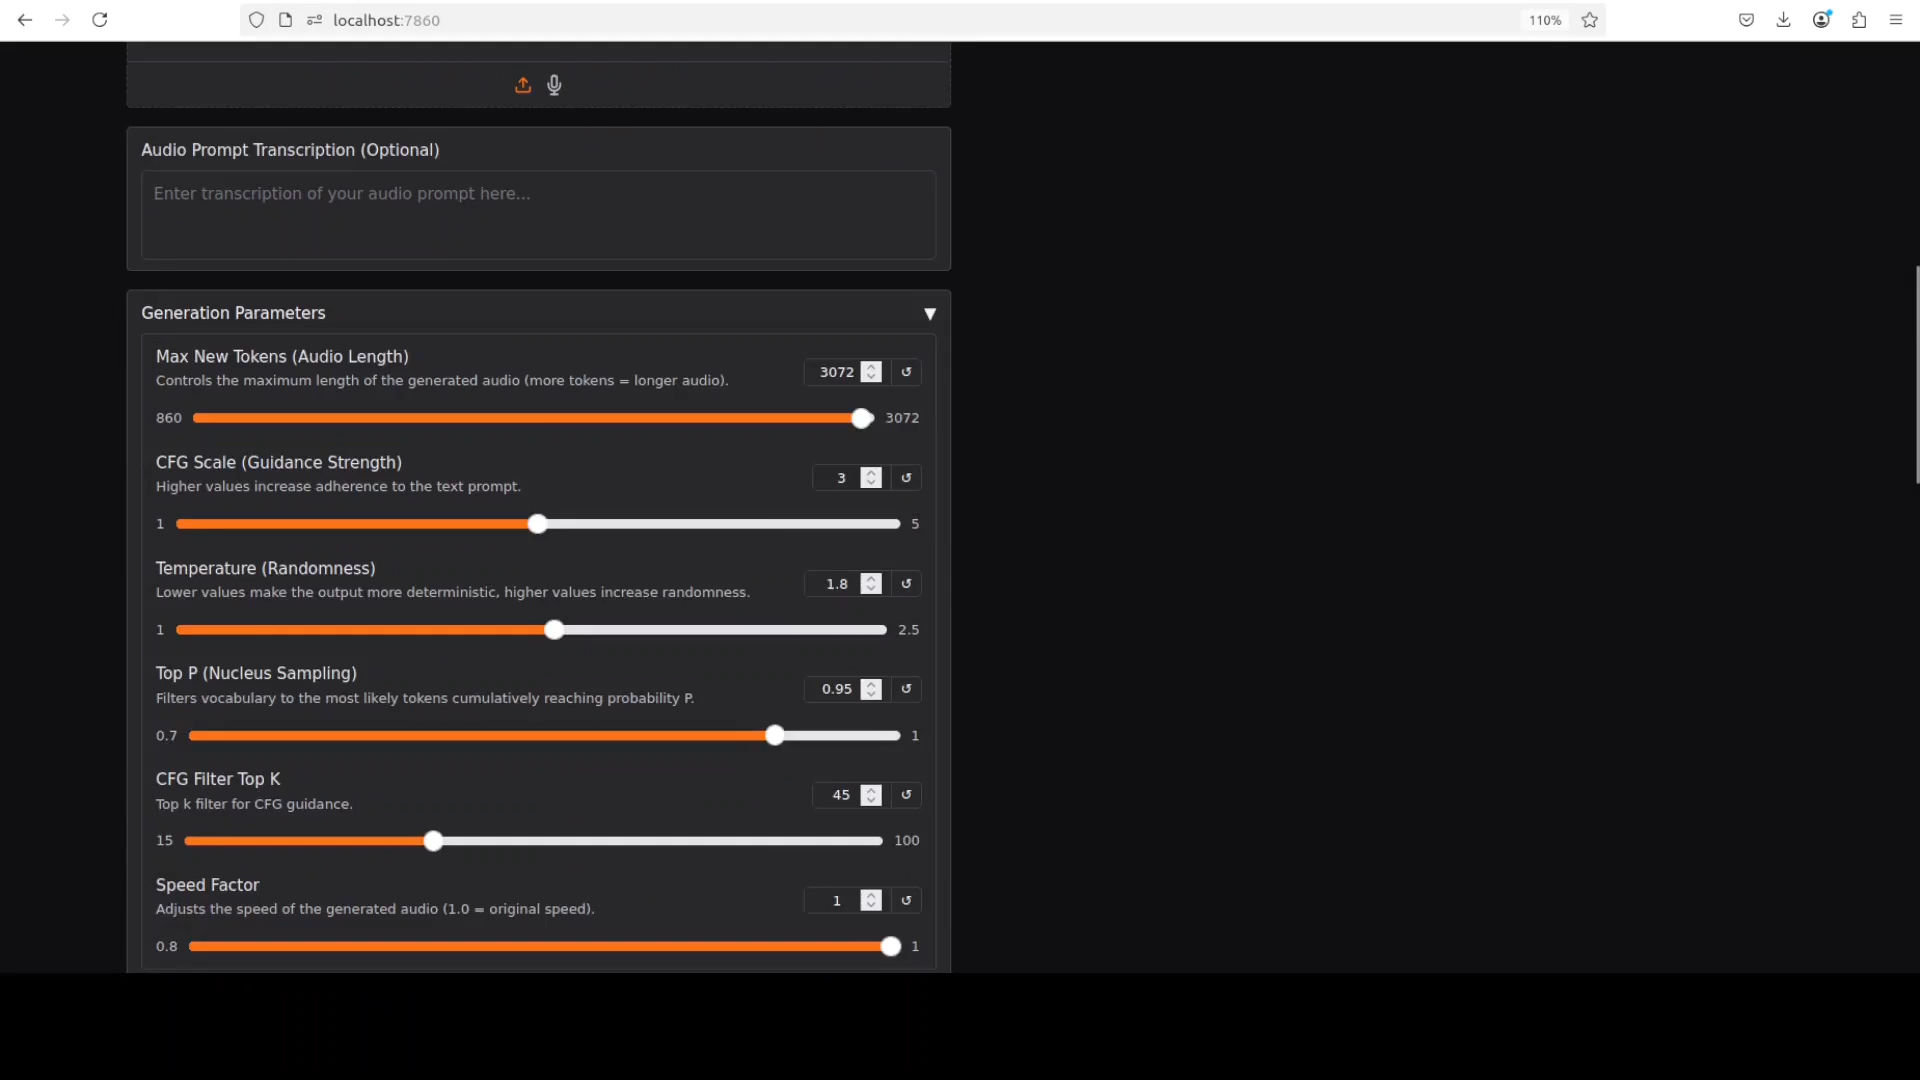 localhost:7860
110%
Audio Prompt Transcription (Optional)
Enter transcription of your audio prompt here...
Generation Parameters
Max New Tokens (Audio Length)
Controls the maximum length of the generated audio (more tokens = longer audio).
3072
860
3072
CFG Scale (Guidance Strength)
Higher values increase adherence to the text prompt.
3
1
5
Temperature (Randomness)
Lower values make the output more deterministic, higher values increase randomness.
1.8
1
2.5
Top P (Nucleus Sampling)
Filters vocabulary to the most likely tokens cumulatively reaching probability P.
0.95
0.7
1
CFG Filter Top K
Top k filter for CFG guidance.
45
15
100
Speed Factor
Adjusts the speed of the generated audio (1.0 = original speed).
1
0.8
1